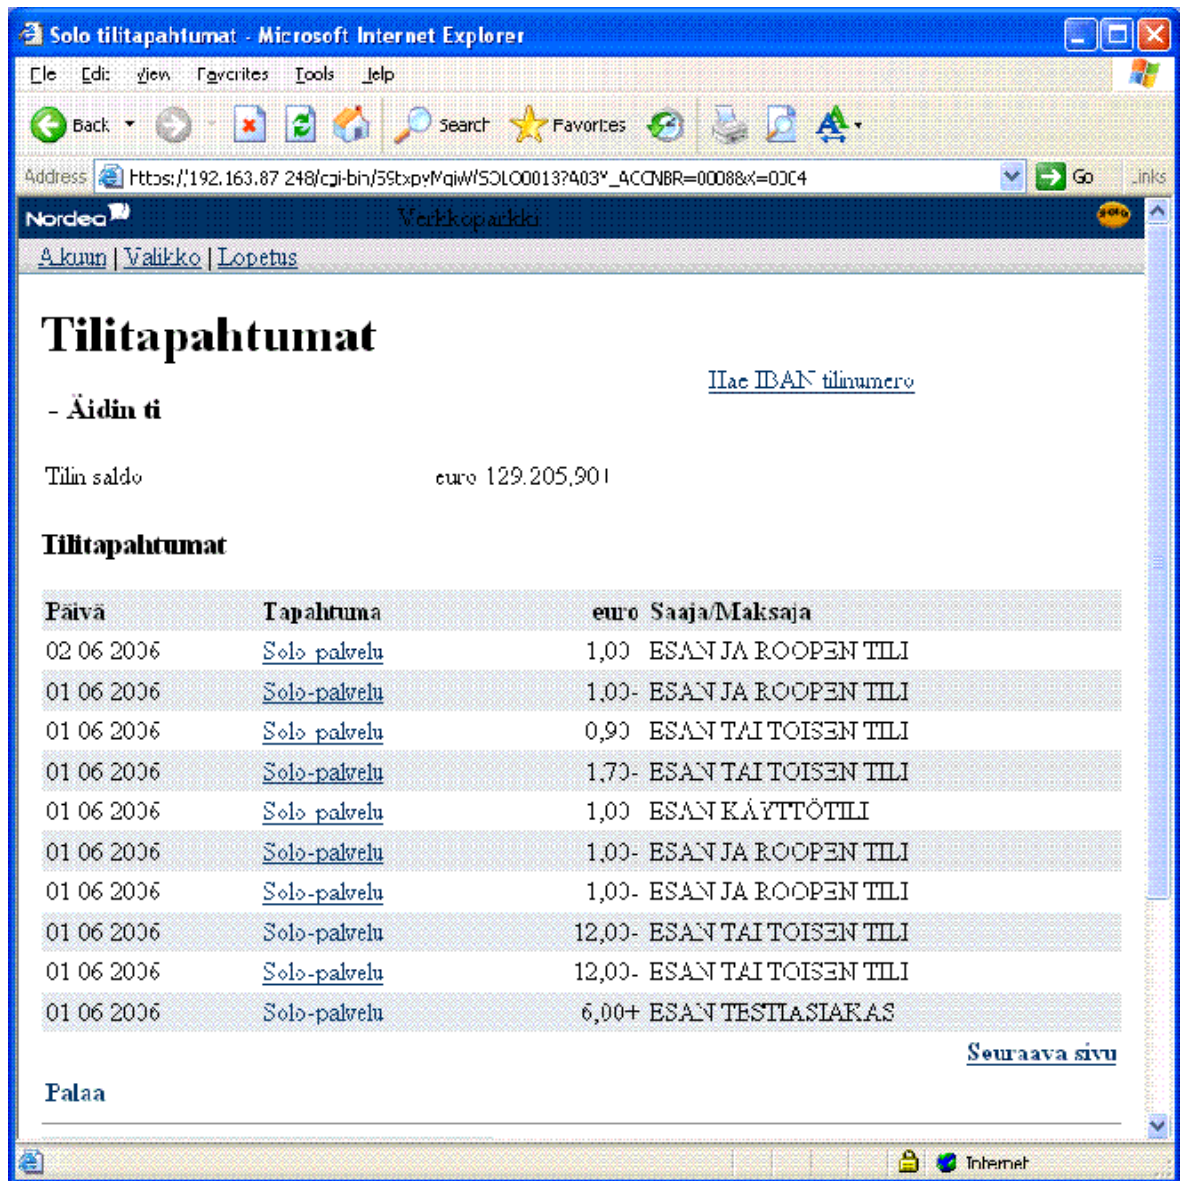 Solo tilitapahtumat - Microsoft Internet Explorer
File Edit View Favorites Tools Help
Back Search Favorites
Address Go Links
Nordea Verkkopankki solo
Alkuun | Valikko | Lopetus
Tilitapahtumat
Hae IBAN tilinumero
- Äidin ti
Tilin saldo euro 129.205,90+
Tilitapahtumat
Päivä Tapahtuma euro Saaja/Maksaja
02.06.2006 Solo-palvelu 1,00- ESAN JA ROOPEN TILI
01.06.2006 Solo-palvelu 1,00- ESAN JA ROOPEN TILI
01.06.2006 Solo-palvelu 0,90- ESAN TAI TOISEN TILI
01.06.2006 Solo-palvelu 1,70- ESAN TAI TOISEN TILI
01.06.2006 Solo-palvelu 1,00- ESAN KÄYTTÖTILI
01.06.2006 Solo-palvelu 1,00- ESAN JA ROOPEN TILI
01.06.2006 Solo-palvelu 1,00- ESAN JA ROOPEN TILI
01.06.2006 Solo-palvelu 12,00- ESAN TAI TOISEN TILI
01.06.2006 Solo-palvelu 12,00- ESAN TAI TOISEN TILI
01.06.2006 Solo-palvelu 6,00+ ESAN TESTIASIAKAS
Seuraava sivu
Palaa
Internet